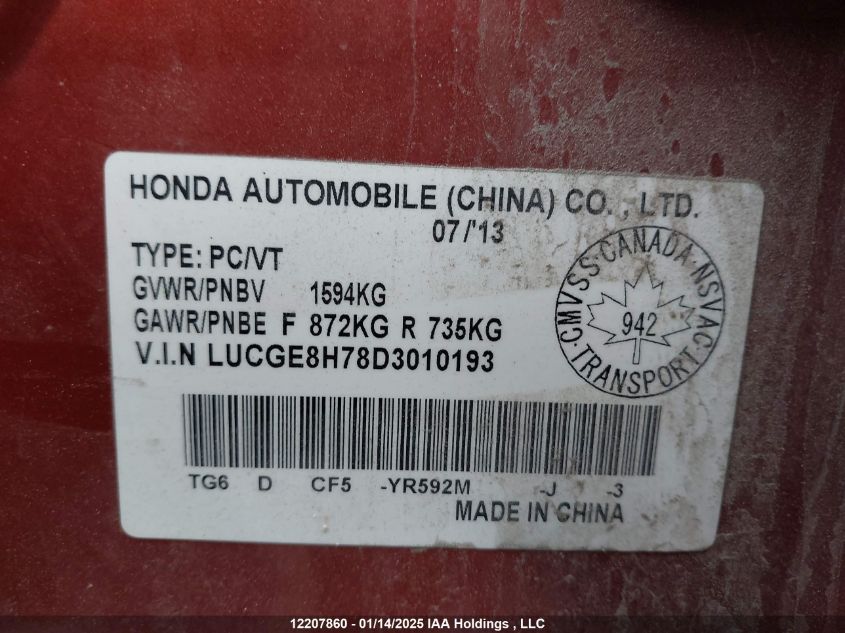 HONDA AUTOMOBILE (CHINA) CO., LTD.
07/'13
TYPE: PC/VT
GVWR/PNBV 1594KG
GAWR/PNBE F 872KG R 735KG
V.I.N LUCGE8H78D3010193
CMVSS·CANADA·NSVAC·TRANSPORT·
942
TG6 D CF5 -YR592M -J -3
MADE IN CHINA
12207860 - 01/14/2025 IAA Holdings , LLC